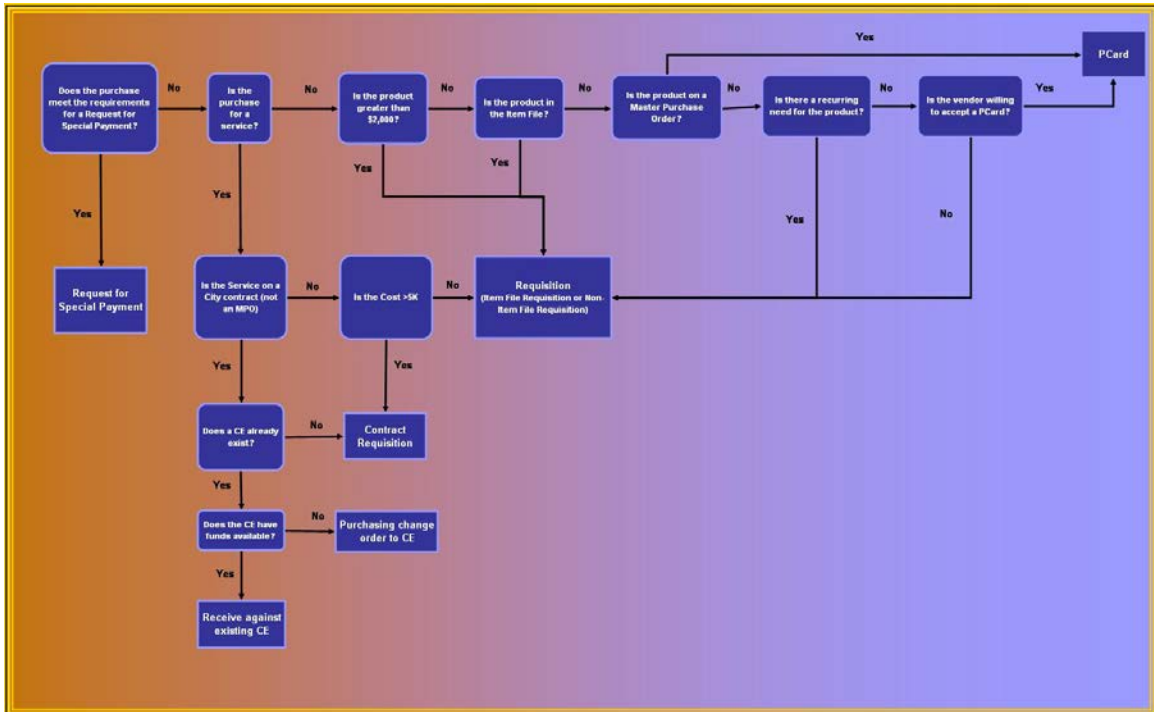 Yes
PCard
Does the purchase
meet the requirements
for a Request for
Special Payment?
No
Is the
purchase
for a
service?
No
Is the product
greater than
$2,000?
No
Is the product in
the Item File?
No
Is the product on a
Master Purchase
Order?
No
Is there a recurring
need for the product?
No
Is the vendor willing
to accept a PCard?
Yes
Yes
Yes
Yes
Yes
Yes
No
Request for
Special Payment
Is the Service on a
City contract (not
an MPO)
No
Is the Cost >5K
No
Requisition
(Item File Requisition or Non-
Item File Requisition)
Yes
Yes
Does a CE already
exist?
No
Contract
Requisition
Yes
Does the CE have
funds available?
No
Purchasing change
order to CE
Yes
Receive against
existing CE